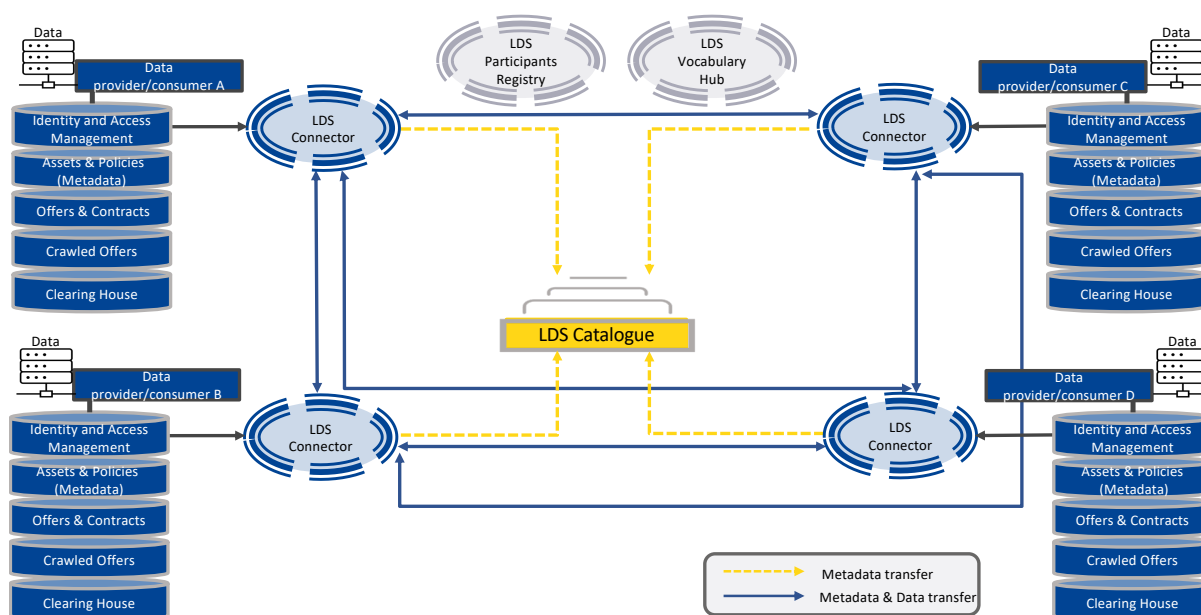 Data
Data
provider/consumer A
Identity and Access
Management
Assets & Policies
(Metadata)
Offers & Contracts
Crawled Offers
Clearing House
LDS
Connector
LDS
Participants
Registry
LDS
Vocabulary
Hub
LDS
Connector
Data
Data
provider/consumer C
Identity and Access
Management
Assets & Policies
(Metadata)
Offers & Contracts
Crawled Offers
Clearing House
LDS Catalogue
Data
Data
provider/consumer B
Identity and Access
Management
Assets & Policies
(Metadata)
Offers & Contracts
Crawled Offers
Clearing House
LDS
Connector
LDS
Connector
Data
Data
provider/consumer D
Identity and Access
Management
Assets & Policies
(Metadata)
Offers & Contracts
Crawled Offers
Clearing House
Metadata transfer
Metadata & Data transfer